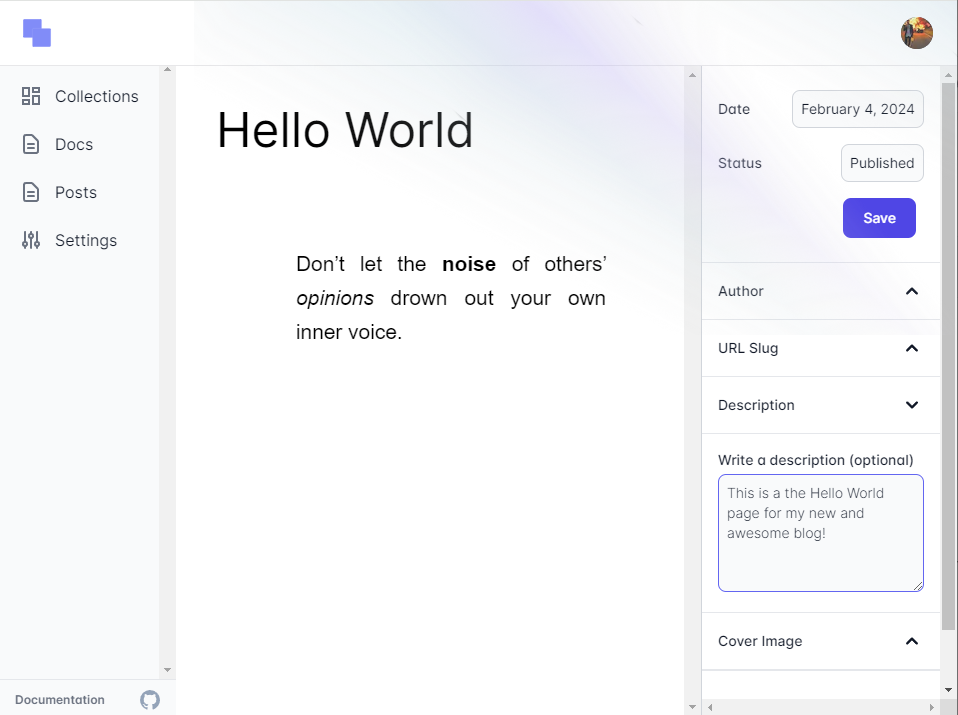 Collections
Docs
Posts
Settings
Documentation
Hello World
Don’t let the noise of others’
opinions drown out your own
inner voice.
Date
February 4, 2024
Status
Published
Save
Author
URL Slug
Description
Write a description (optional)
This is a the Hello World
page for my new and
awesome blog!
Cover Image